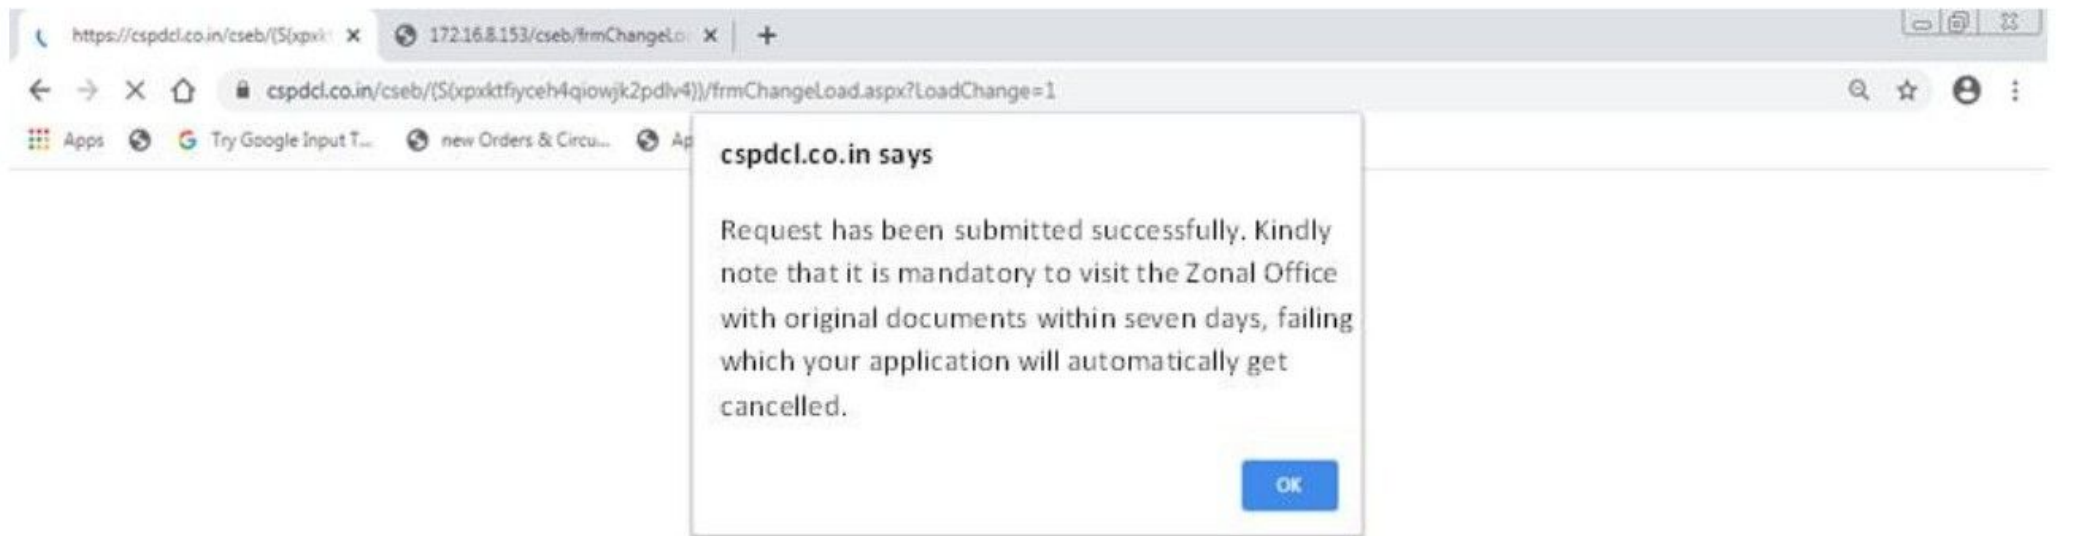 https://cspdcl.co.in/cseb/(S(xpxkt
172.16.8.153/cseb/frmChangeLo
cspdcl.co.in/cseb/(S(xpxktfiyceh4qiowjk2pdlv4))/frmChangeLoad.aspx?LoadChange=1
Apps
Try Google Input T...
new Orders & Circu...
Ap
cspdcl.co.in says
Request has been submitted successfully. Kindly
note that it is mandatory to visit the Zonal Office
with original documents within seven days, failing
which your application will automatically get
cancelled.
OK